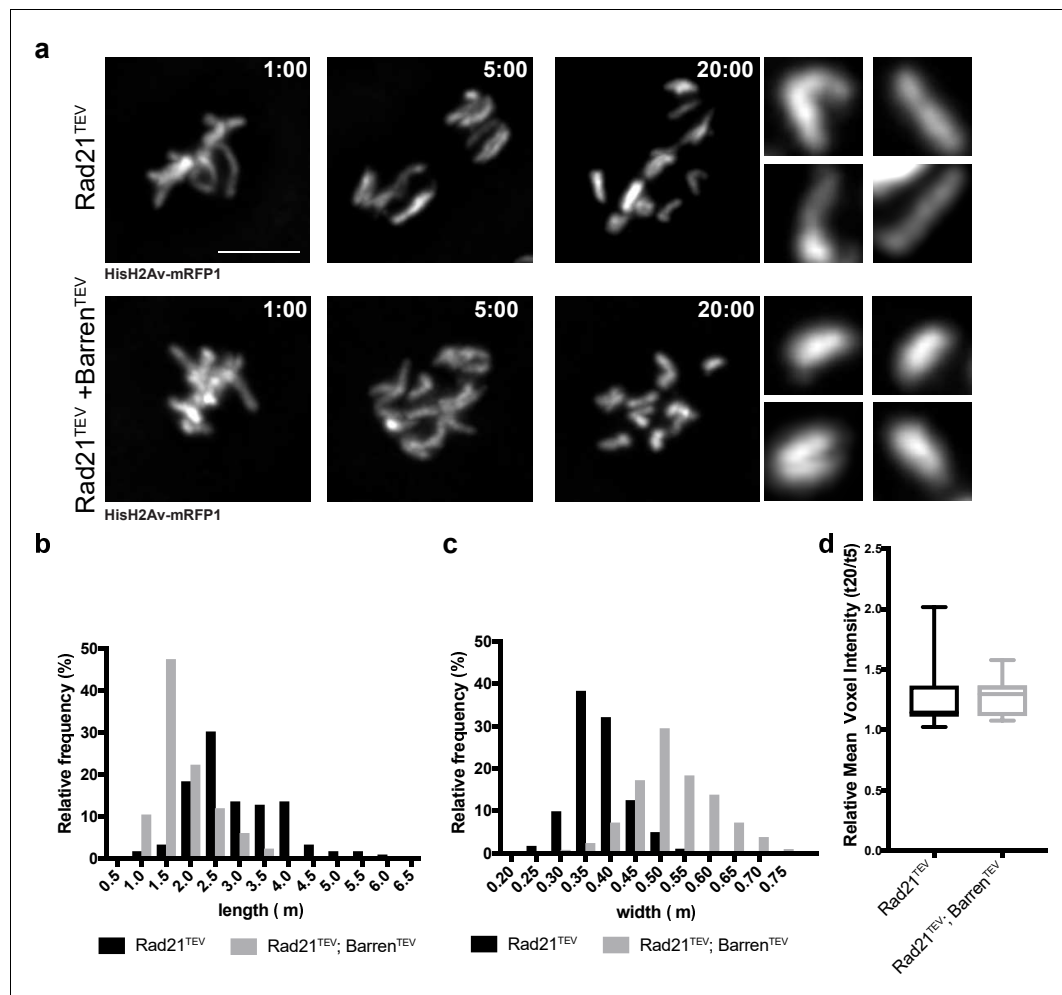 a
Rad21TEV
1:00
5:00
20:00
HisH2Av-mRFP1
Rad21TEV +BarrenTEV
1:00
5:00
20:00
HisH2Av-mRFP1
b
Relative frequency (%)
50
40
30
20
10
0
0.5 1.0 1.5 2.0 2.5 3.0 3.5 4.0 4.5 5.0 5.5 6.0 6.5
length ( m)
Rad21TEV Rad21TEV; BarrenTEV
c
Relative frequency (%)
50
40
30
20
10
0
0.20 0.25 0.30 0.35 0.40 0.45 0.50 0.55 0.60 0.65 0.70 0.75
width ( m)
Rad21TEV Rad21TEV; BarrenTEV
d
Relative Mean Voxel Intensity (t20/t5)
2.5
2.0
1.5
1.0
0.5
0.0
Rad21TEV
Rad21TEV; BarrenTEV